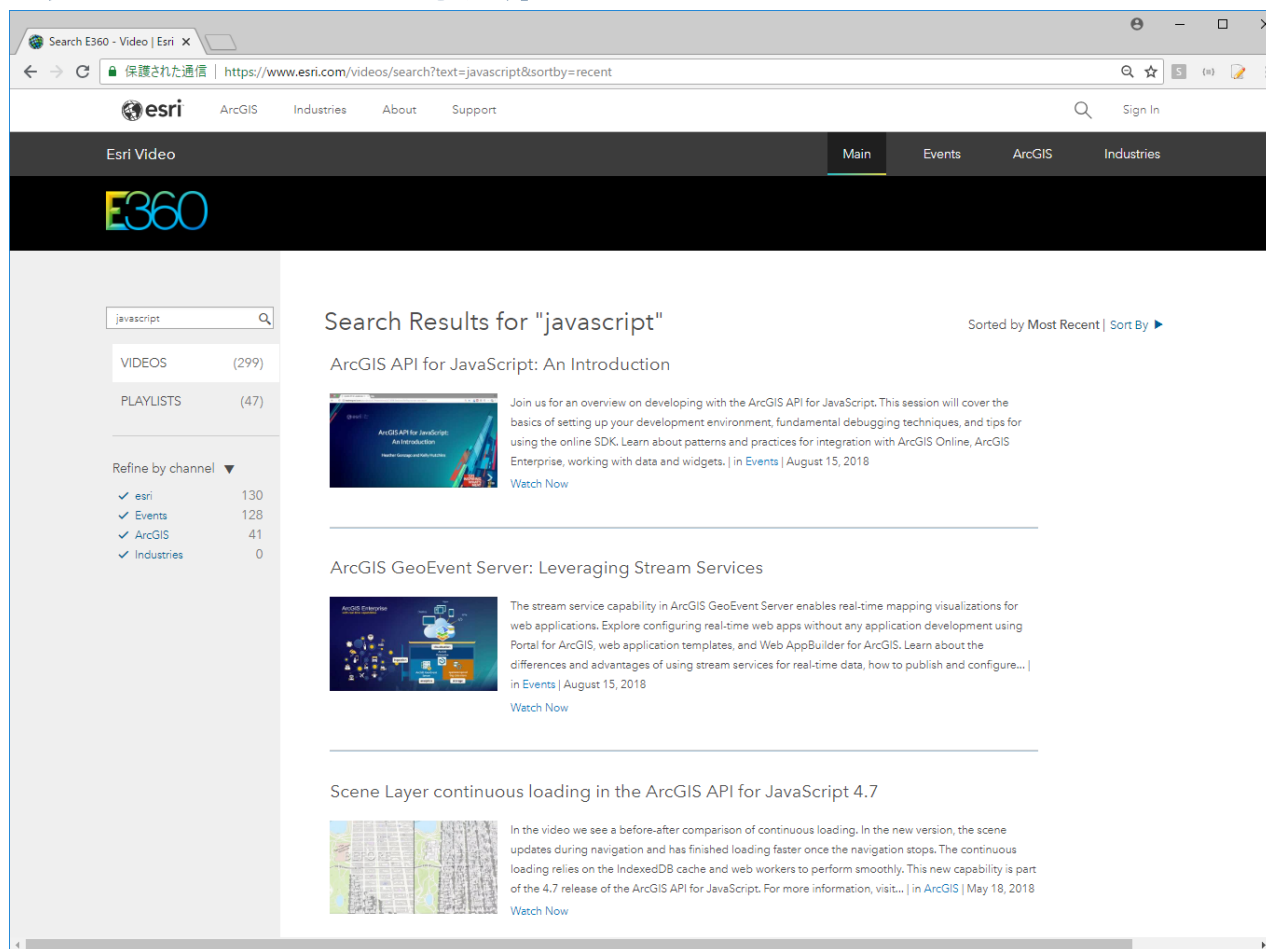 Search E360 - Video | Esri
保護された通信 | https://www.esri.com/videos/search?text=javascript&sortby=recent
esri ArcGIS Industries About Support Sign In
Esri Video Main Events ArcGIS Industries
E360
javascript
VIDEOS (299)
PLAYLISTS (47)
Refine by channel
esri 130
Events 128
ArcGIS 41
Industries 0
Search Results for "javascript"
Sorted by Most Recent | Sort By
ArcGIS API for JavaScript: An Introduction
ArcGIS API for JavaScript:
An Introduction
Heather Gonzago and Kelly Hutchins
Join us for an overview on developing with the ArcGIS API for JavaScript. This session will cover the
basics of setting up your development environment, fundamental debugging techniques, and tips for
using the online SDK. Learn about patterns and practices for integration with ArcGIS Online, ArcGIS
Enterprise, working with data and widgets. | in Events | August 15, 2018
Watch Now
ArcGIS GeoEvent Server: Leveraging Stream Services
ArcGIS Enterprise
The stream service capability in ArcGIS GeoEvent Server enables real-time mapping visualizations for
web applications. Explore configuring real-time web apps without any application development using
Portal for ArcGIS, web application templates, and Web AppBuilder for ArcGIS. Learn about the
differences and advantages of using stream services for real-time data, how to publish and configure... |
in Events | August 15, 2018
Watch Now
Scene Layer continuous loading in the ArcGIS API for JavaScript 4.7
In the video we see a before-after comparison of continuous loading. In the new version, the scene
updates during navigation and has finished loading faster once the navigation stops. The continuous
loading relies on the IndexedDB cache and web workers to perform smoothly. This new capability is part
of the 4.7 release of the ArcGIS API for JavaScript. For more information, visit... | in ArcGIS | May 18, 2018
Watch Now